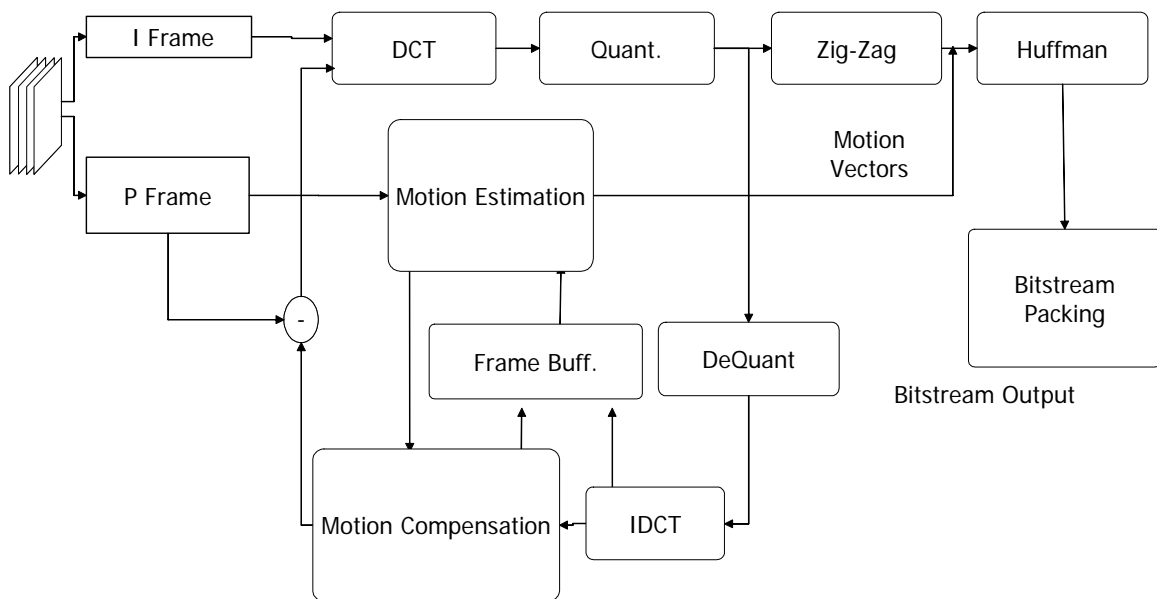 I Frame
DCT
Quant.
Zig-Zag
Huffman
Motion
Vectors
P Frame
Motion Estimation
-
Bitstream
Packing
Frame Buff.
DeQuant
Bitstream Output
Motion Compensation
IDCT